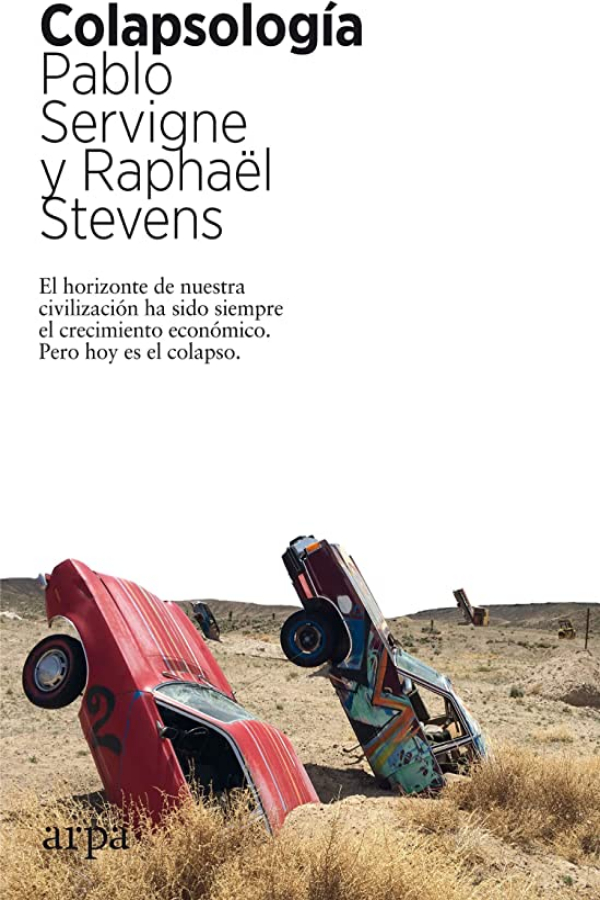 Colapsología
Pablo
Servigne
y Raphaël
Stevens
El horizonte de nuestra
civilización ha sido siempre
el crecimiento económico.
Pero hoy es el colapso.
2
arpa